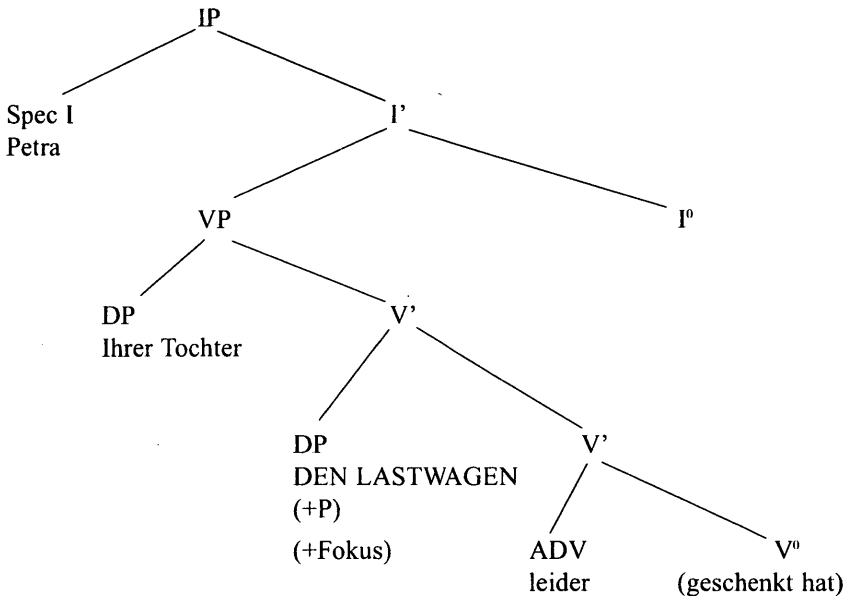 IP
Spec I
Petra
I’
VP
I⁰
DP
Ihrer Tochter
V’
DP
DEN LASTWAGEN
(+P)
(+Fokus)
V’
ADV
leider
V⁰
(geschenkt hat)